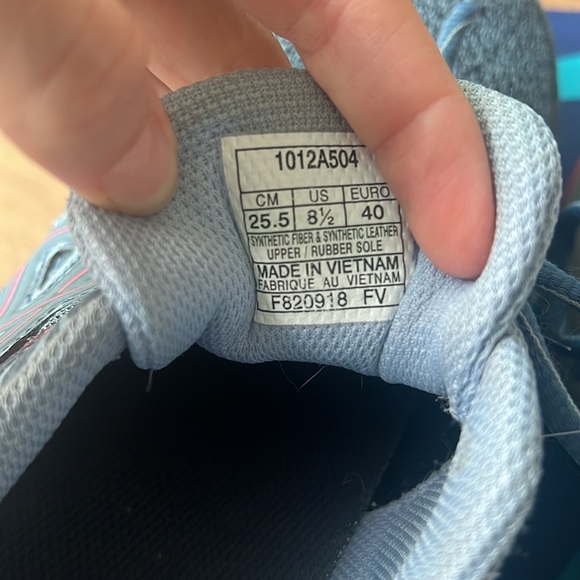 1012A504
CM US EURO
25.5 8½ 40
SYNTHETIC FIBER & SYNTHETIC LEATHER
UPPER / RUBBER SOLE
MADE IN VIETNAM
FABRIQUE AU VIETNAM
F820918 FV